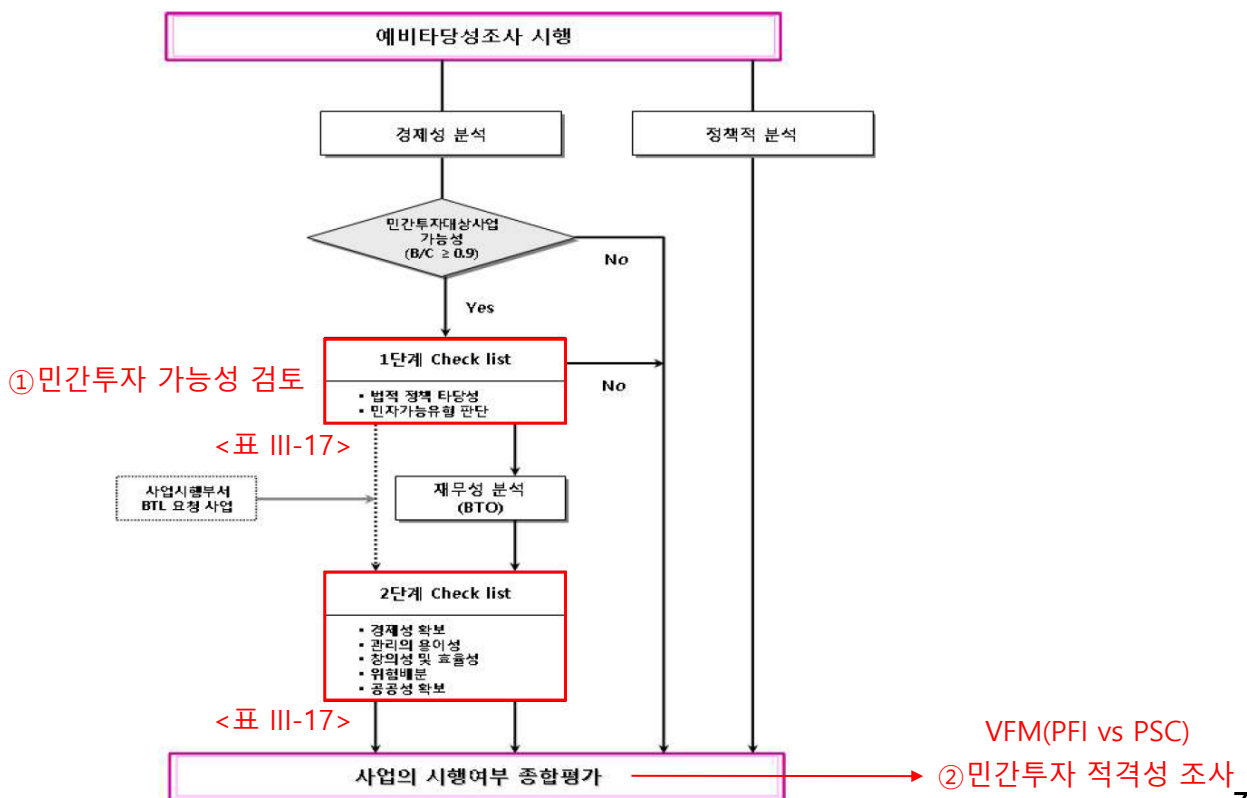 예비타당성조사 시행
경제성 분석
정책적 분석
민간투자대상사업
가능성
(B/C ≥ 0.9)
No
Yes
①민간투자 가능성 검토
1단계 Check list
▪ 법적 정책 타당성
▪ 민자가능유형 판단
No
<표 III-17>
사업시행부서
BTL 요청 사업
재무성 분석
(BTO)
2단계 Check list
▪ 경제성 확보
▪ 관리의 용이성
▪ 창의성 및 효율성
▪ 위험배분
▪ 공공성 확보
<표 III-17>
VFM(PFI vs PSC)
사업의 시행여부 종합평가
②민간투자 적격성 조사